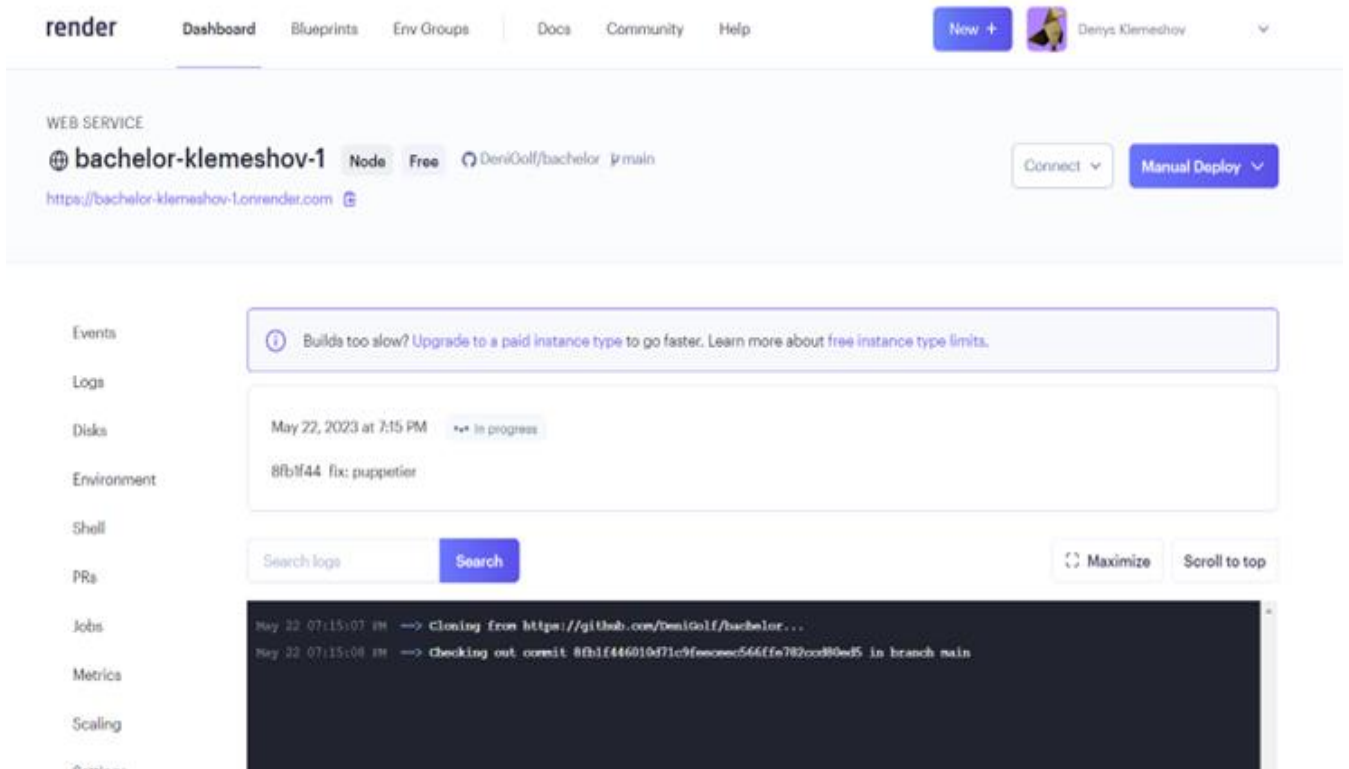 render Dashboard Blueprints Env Groups Docs Community Help New + Denys Klemeshov
WEB SERVICE
bachelor-klemeshov-1 Node Free DeniGolf/bachelor main
Connect Manual Deploy
https://bachelor-klemeshov-1.onrender.com
Events
Logs
Disks
Environment
Shell
PRs
Jobs
Metrics
Scaling
Builds too slow? Upgrade to a paid instance type to go faster. Learn more about free instance type limits.
May 22, 2023 at 7:15 PM In progress
8fb1f44 fix: puppetier
Search logs Search Maximize Scroll to top
May 22 07:15:07 PM ==> Cloning from https://github.com/DeniGolf/bachelor...
May 22 07:15:08 PM ==> Checking out commit in branch main